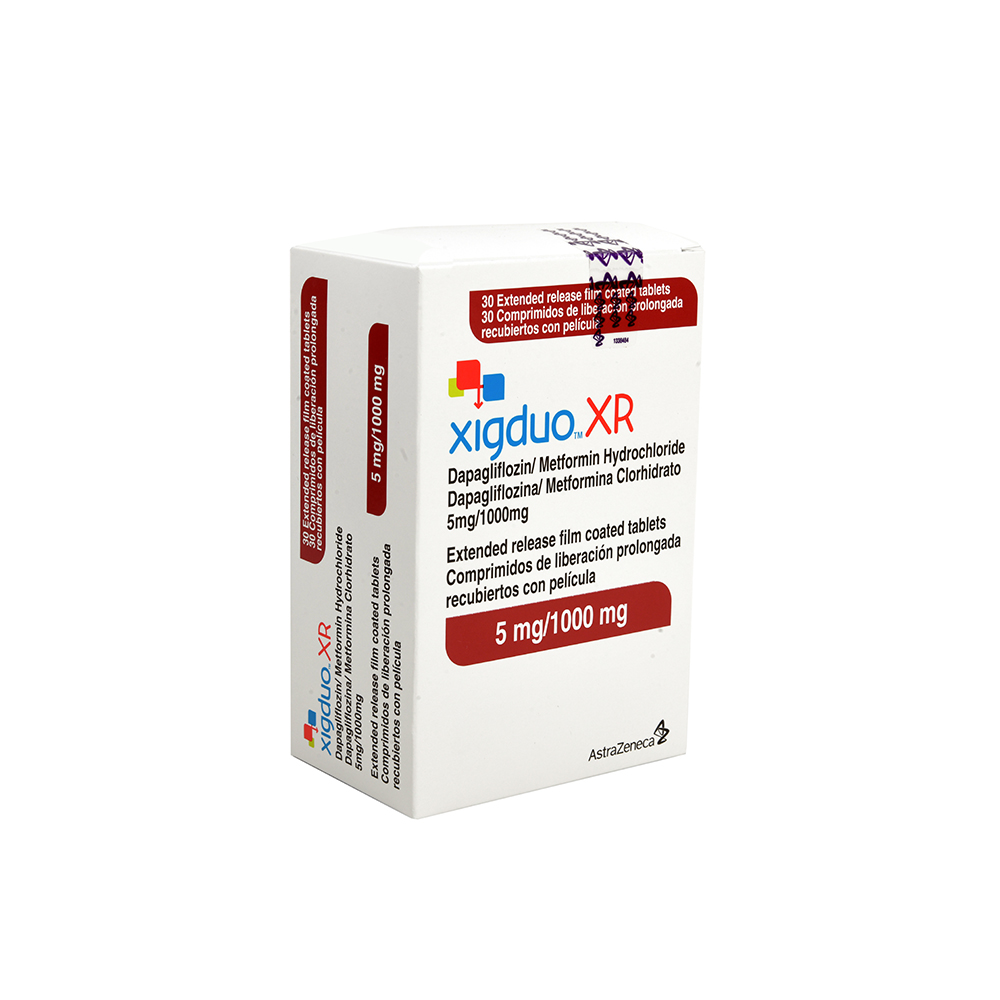 30 Extended release film coated tablets
30 Comprimidos de liberación prolongada
recubiertos con película
1339484
xigduo™ XR
Dapagliflozin/ Metformin Hydrochloride
Dapagliflozina/ Metformina Clorhidrato
5mg/1000mg
Extended release film coated tablets
Comprimidos de liberación prolongada
recubiertos con película
5 mg/1000 mg
AstraZeneca
30 Extended release film coated tablets
30 Comprimidos de liberación prolongada
recubiertos con película
5 mg/1000 mg
xigduo™ XR
Dapagliflozin/ Metformin Hydrochloride
Dapagliflozina/ Metformina Clorhidrato
5mg/1000mg
Extended release film coated tablets
Comprimidos de liberación prolongada
recubiertos con película